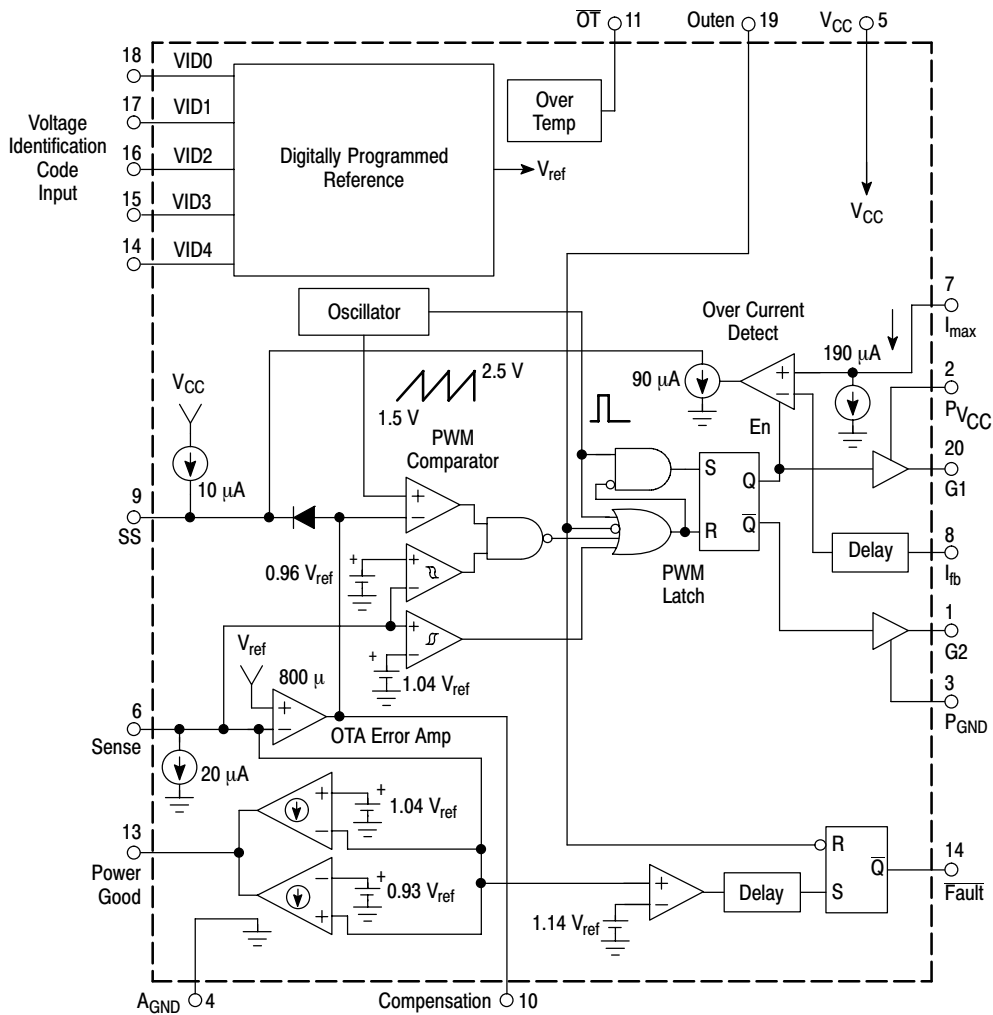 OT 11
Outen 19
VCC 5
18 VID0
17 VID1
16 VID2
15 VID3
14 VID4
Voltage
Identification
Code
Input
Digitally Programmed
Reference
Vref
Over
Temp
VCC
Oscillator
Over Current
Detect
7
Imax
190 µA
90 µA
2
PVCC
VCC
2.5 V
1.5 V
PWM
Comparator
En
20
G1
10 µA
9
SS
S
Q
R
Q
0.96 Vref
PWM
Latch
Delay
8
Ifb
1
G2
1.04 Vref
Vref
800 µ
3
PGND
6
Sense
OTA Error Amp
20 µA
13
Power
Good
1.04 Vref
0.93 Vref
1.14 Vref
Delay
R
Q
S
14
Fault
AGND 4
Compensation 10